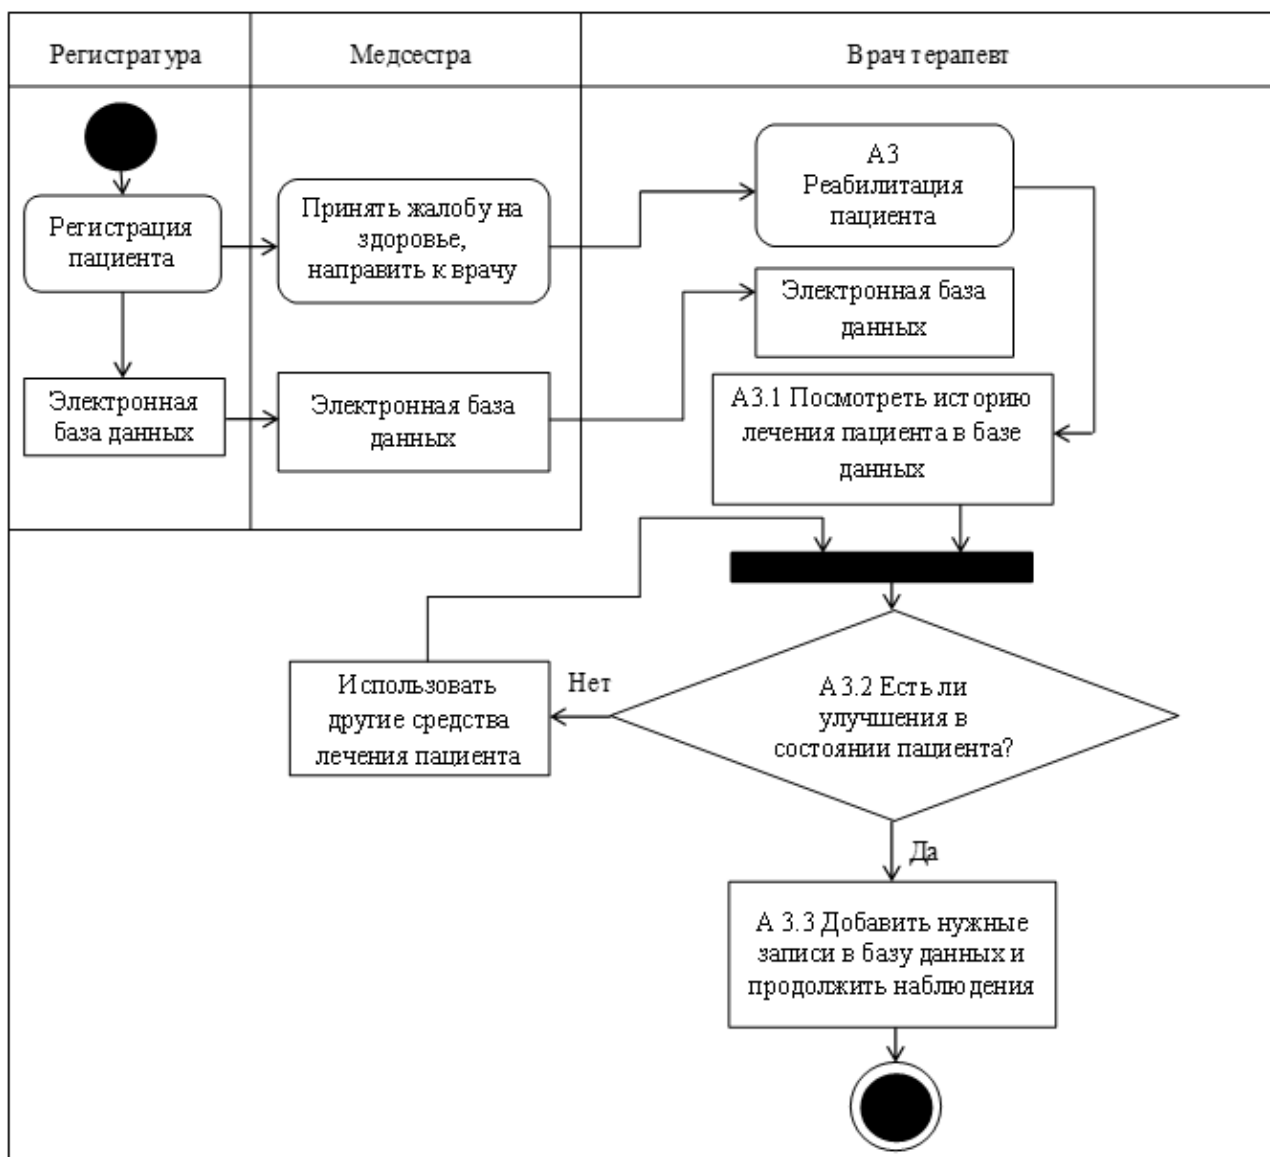 Регистратура
Медсестра
Врач терапевт
Регистрация
пациента
Принять жалобу на
здоровье,
направить к врачу
А3
Реабилитация
пациента
Электронная база
данных
Электронная
база данных
Электронная база
данных
А3.1 Посмотреть историю
лечения пациента в базе
данных
Использовать
другие средства
лечения пациента
Нет
А3.2 Есть ли
улучшения в
состоянии пациента?
Да
А 3.3 Добавить нужные
записи в базу данных и
продолжить наблюдения